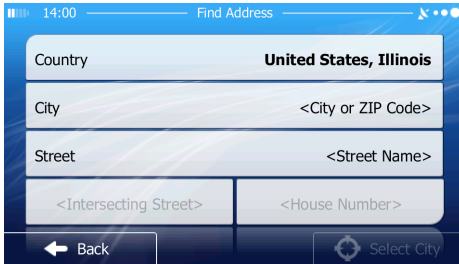 14:00 Find Address
Country United States, Illinois
City <City or ZIP Code>
Street <Street Name>
<Intersecting Street> <House Number>
Back Select City